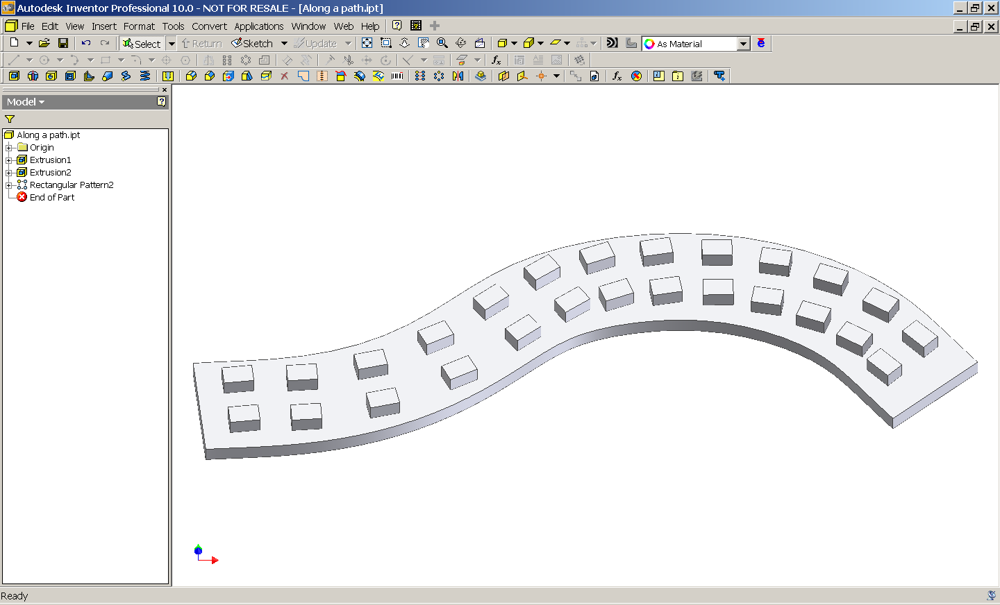 Autodesk Inventor Professional 10.0 - NOT FOR RESALE - [Along a path.ipt]
File Edit View Insert Format Tools Convert Applications Window Web Help
Select Return Sketch Update As Material
Model
Along a path.ipt
Origin
Extrusion1
Extrusion2
Rectangular Pattern2
End of Part
Ready